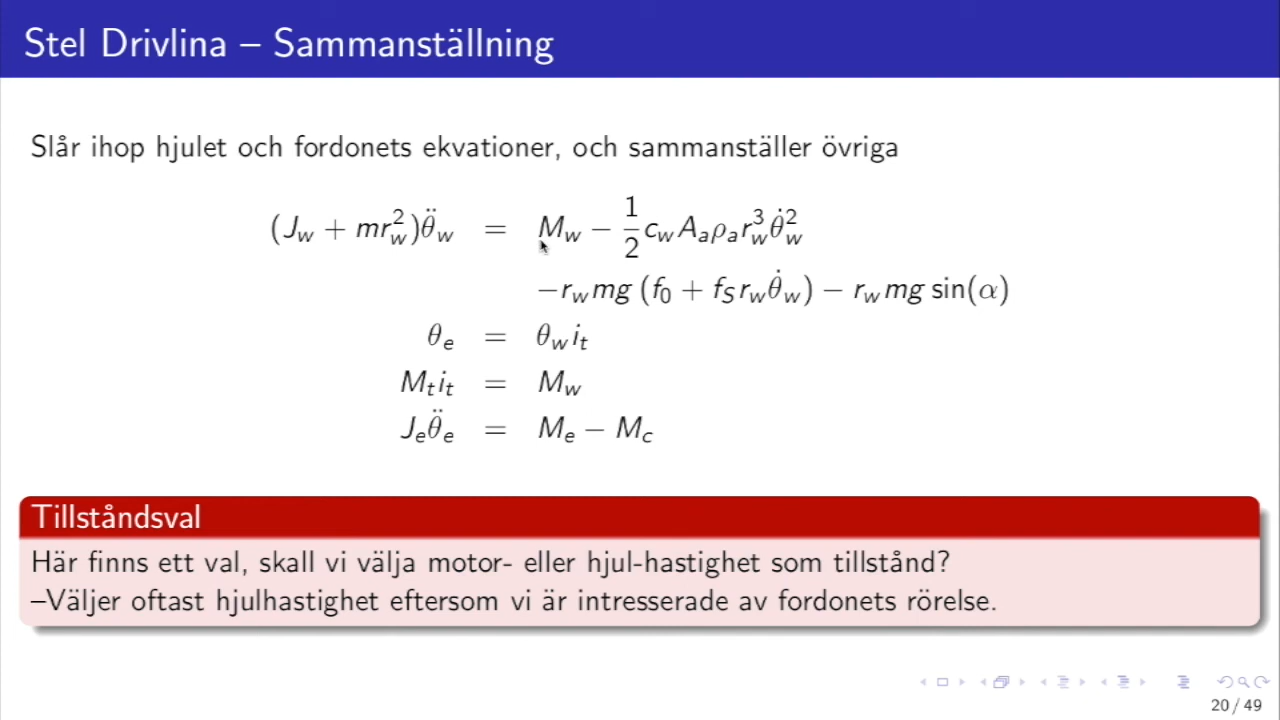 Stel Drivlina – Sammanställning
Slår ihop hjulet och fordonets ekvationer, och sammanställer övriga
(J_w + mr_w^2)θ̈_w = M_w − 1/2 c_w A_a ρ_a r_w^3 θ̇_w^2
−r_w mg (f_0 + f_S r_w θ̇_w) − r_w mg sin(α)
θ_e = θ_w i_t
M_t i_t = M_w
J_e θ̈_e = M_e − M_c
Tillståndsval
Här finns ett val, skall vi välja motor- eller hjul-hastighet som tillstånd?
–Väljer oftast hjulhastighet eftersom vi är intresserade av fordonets rörelse.
20 / 49